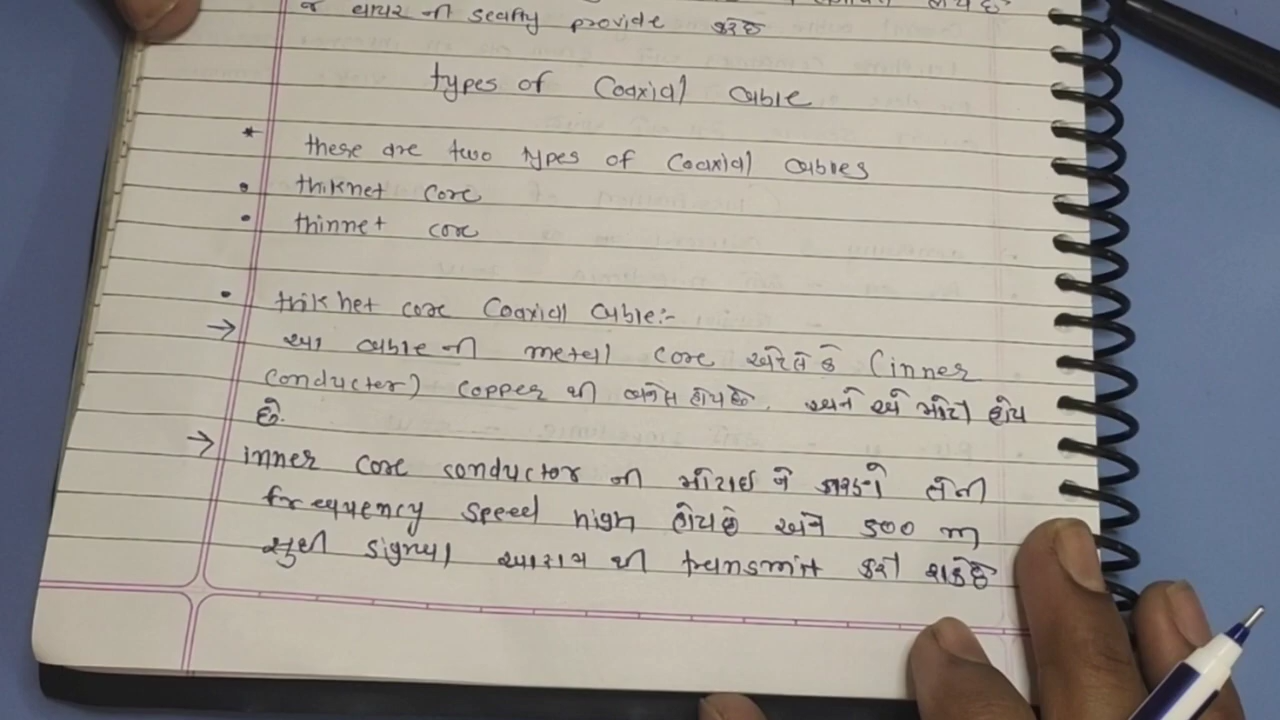 જે વાયર ની secrity provide કરે છે
types of Coaxial cable
* there are two types of Coaxial cables
• thiknet core
• thinnet core
• thiknet core Coaxial cable:-
→ આ cable ની metal core એટલે કે (inner
conducter) copper થી બનેલ હોય છે. અને એ મોટી હોય
છે.
→ inner core conductor ની મોટાઈ ને કારણે તેની
frequency speed high હોય છે અને 500 m
સુધી signal આરામ થી transmit કરી શકે છે